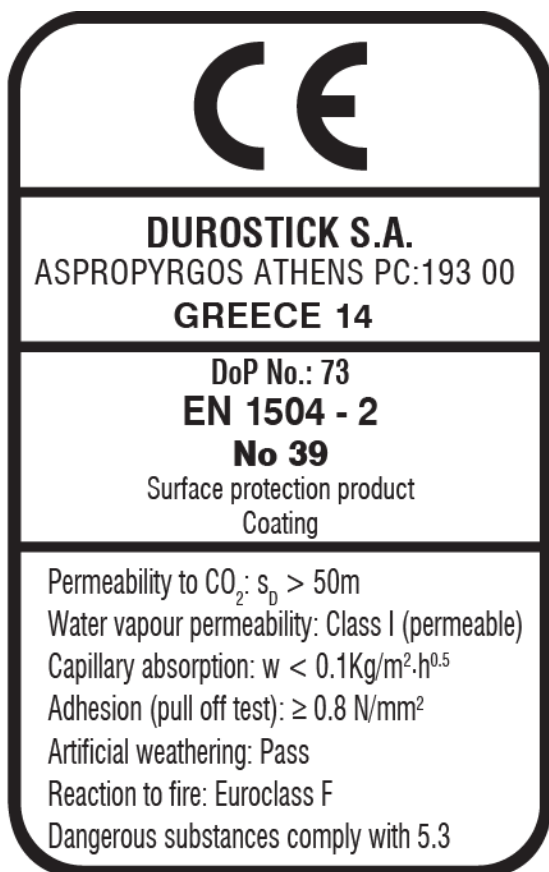 CE
DUROSTICK S.A.
ASPROPYRGOS ATHENS PC:193 00
GREECE 14
DoP No.: 73
EN 1504 - 2
No 39
Surface protection product
Coating
Permeability to CO₂: s_D > 50m
Water vapour permeability: Class I (permeable)
Capillary absorption: w < 0.1Kg/m²·h⁰·⁵
Adhesion (pull off test): ≥ 0.8 N/mm²
Artificial weathering: Pass
Reaction to fire: Euroclass F
Dangerous substances comply with 5.3